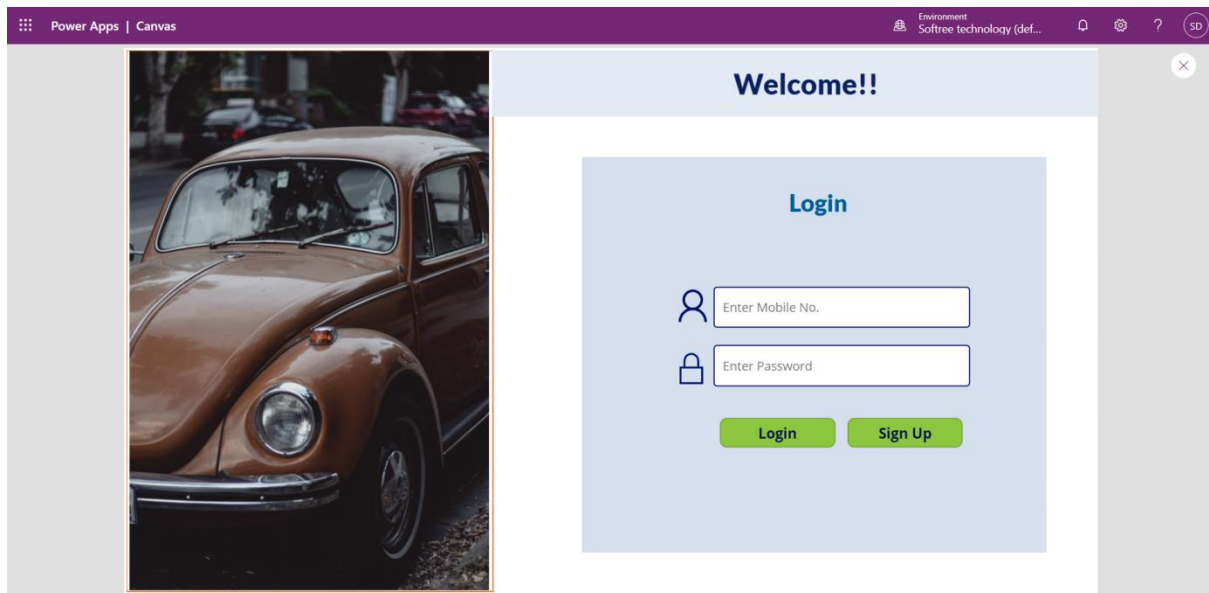 Power Apps | Canvas
Environment
Softree technology (def...
?
SD
Welcome!!
Login
Enter Mobile No.
Enter Password
Login
Sign Up